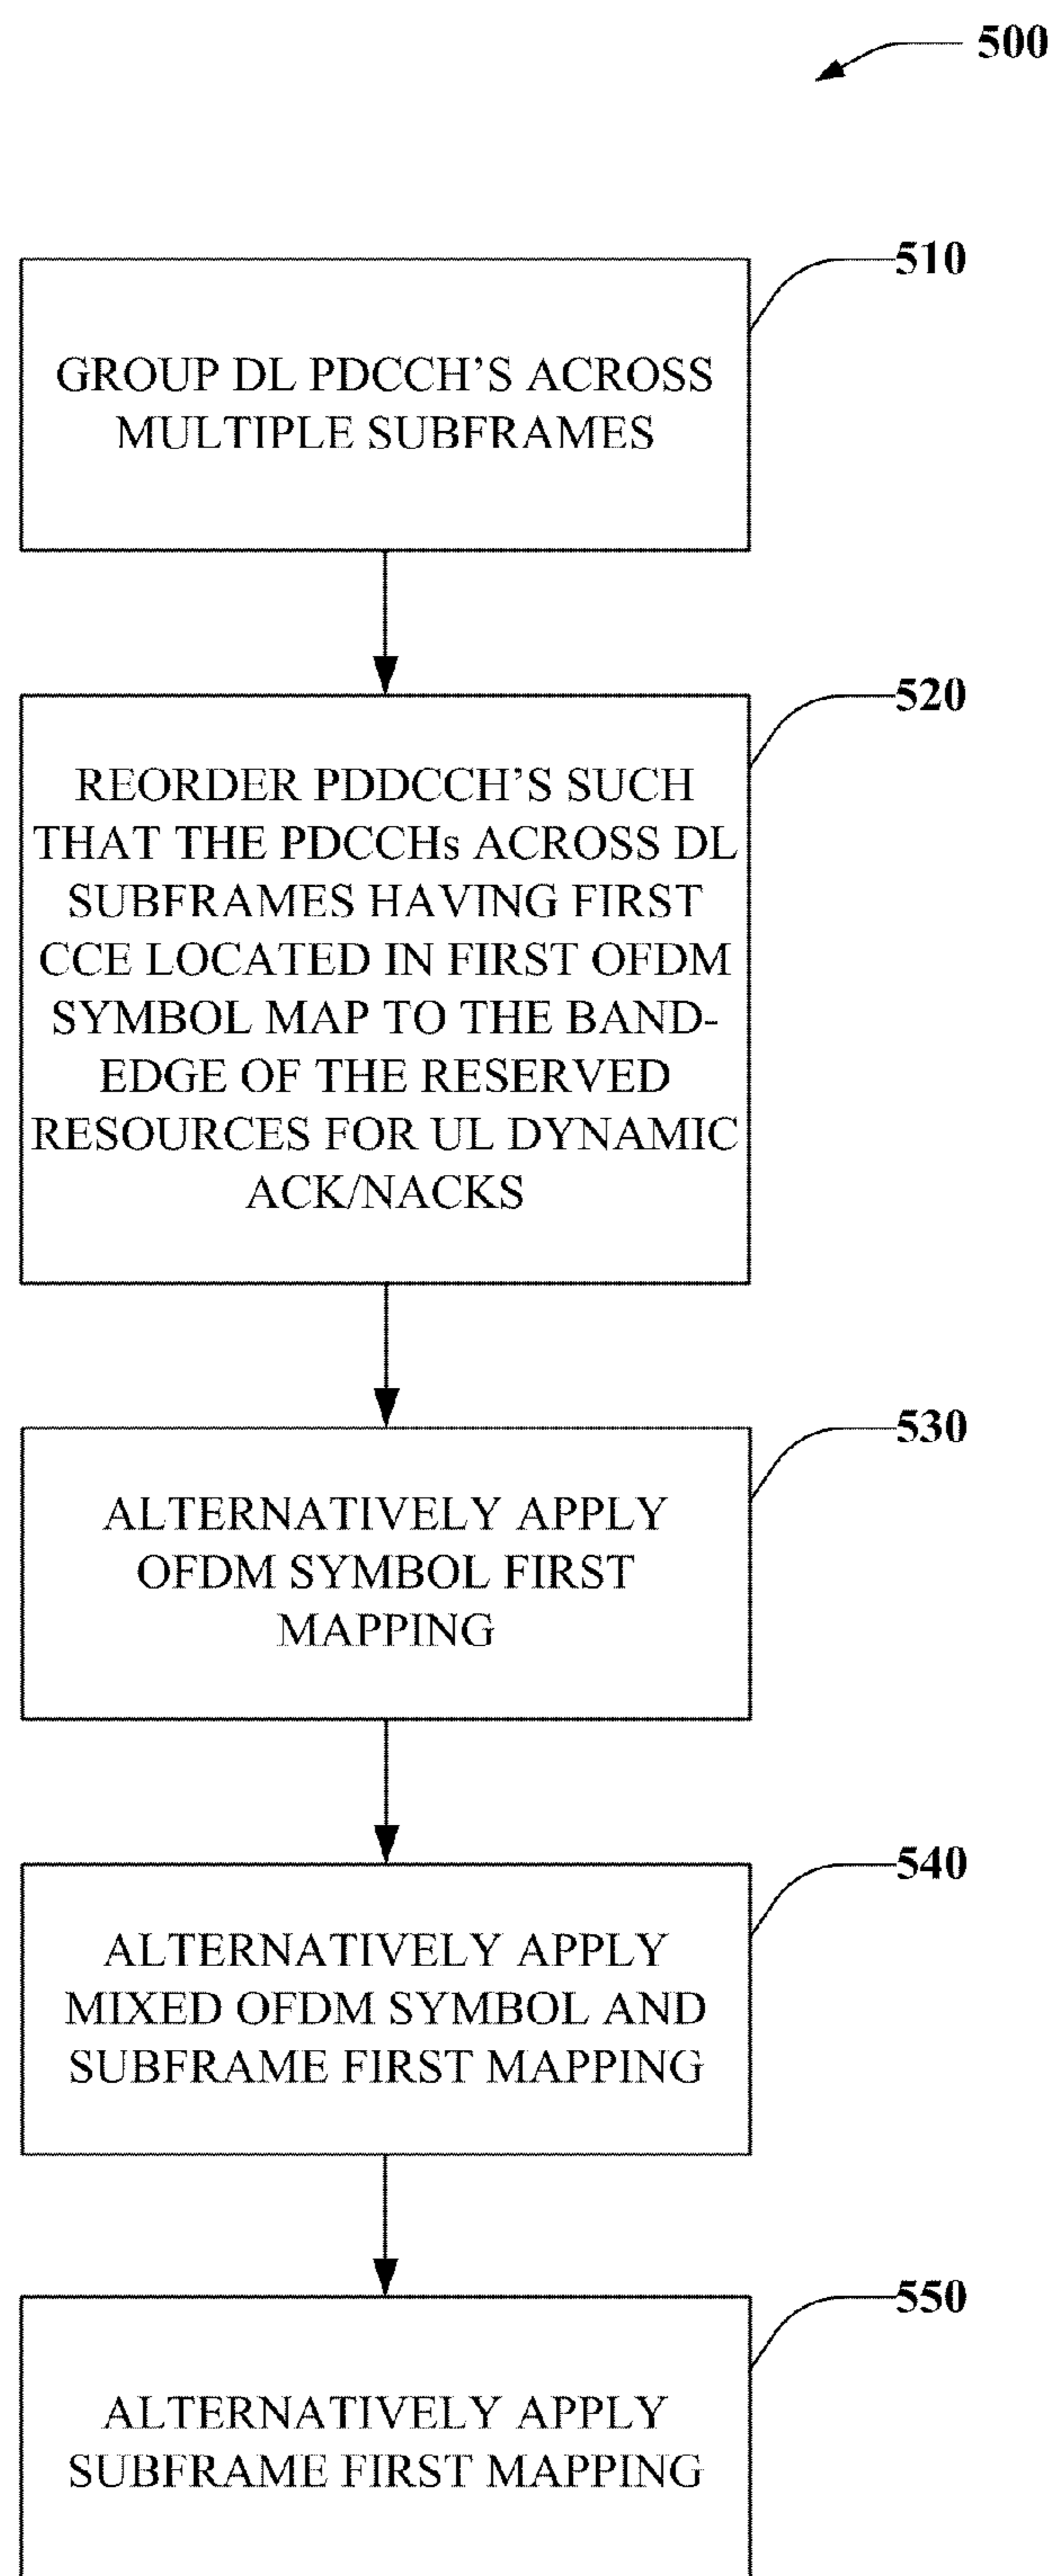 500
510
GROUP DL PDCCH'S ACROSS
MULTIPLE SUBFRAMES
520
REORDER PDDCCH'S SUCH
THAT THE PDCCHs ACROSS DL
SUBFRAMES HAVING FIRST
CCE LOCATED IN FIRST OFDM
SYMBOL MAP TO THE BAND-
EDGE OF THE RESERVED
RESOURCES FOR UL DYNAMIC
ACK/NACKS
530
ALTERNATIVELY APPLY
OFDM SYMBOL FIRST
MAPPING
540
ALTERNATIVELY APPLY
MIXED OFDM SYMBOL AND
SUBFRAME FIRST MAPPING
550
ALTERNATIVELY APPLY
SUBFRAME FIRST MAPPING